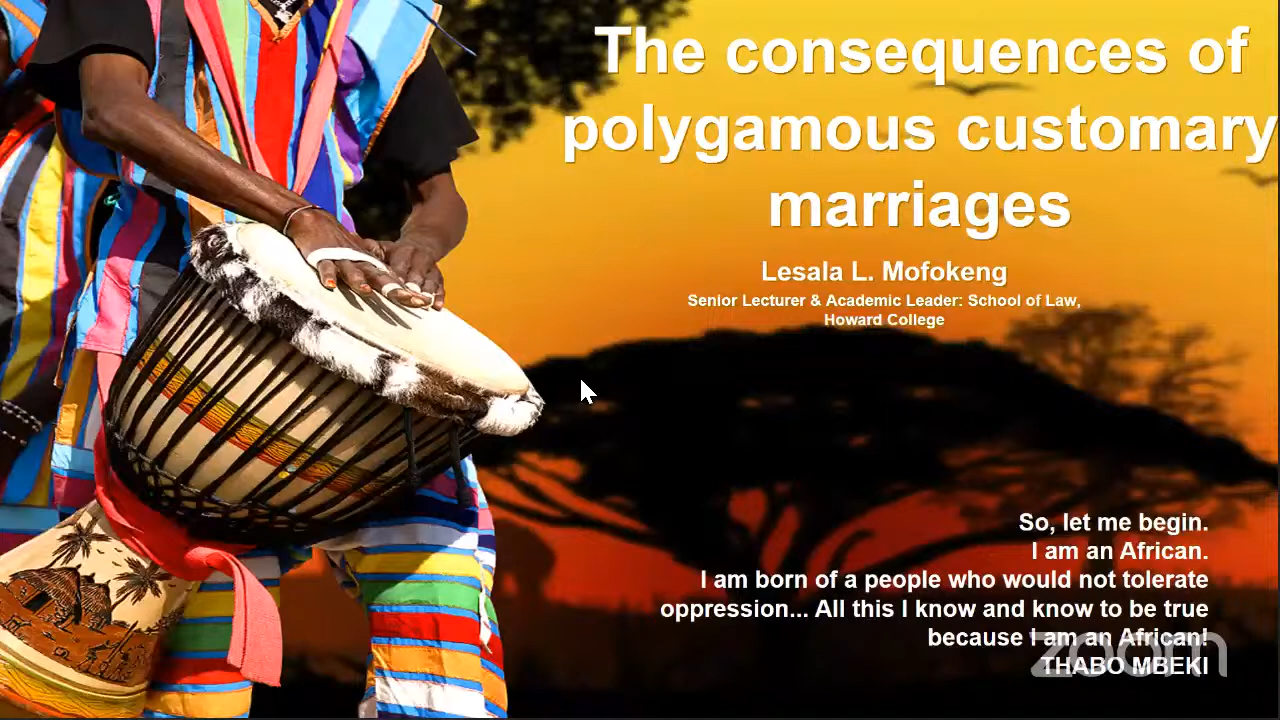 The consequences of
polygamous customary
marriages
Lesala L. Mofokeng
Senior Lecturer & Academic Leader: School of Law,
Howard College
So, let me begin.
I am an African.
I am born of a people who would not tolerate
oppression... All this I know and know to be true
because I am an African!
THABO MBEKI
zoom